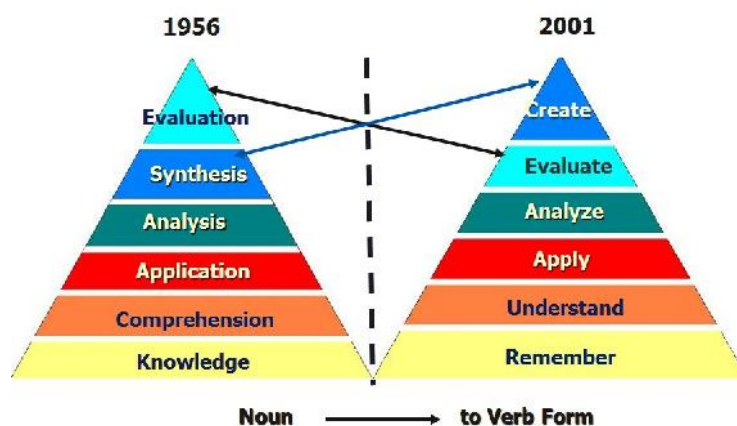 1956
Evaluation
Synthesis
Analysis
Application
Comprehension
Knowledge
2001
Create
Evaluate
Analyze
Apply
Understand
Remember
Noun to Verb Form